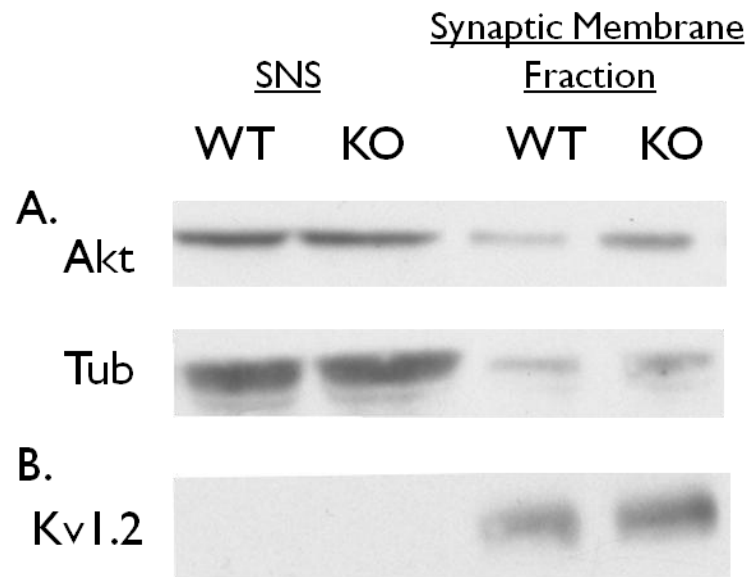 Synaptic Membrane
SNS Fraction
WT KO WT KO
A.
Akt
Tub
B.
Kv1.2